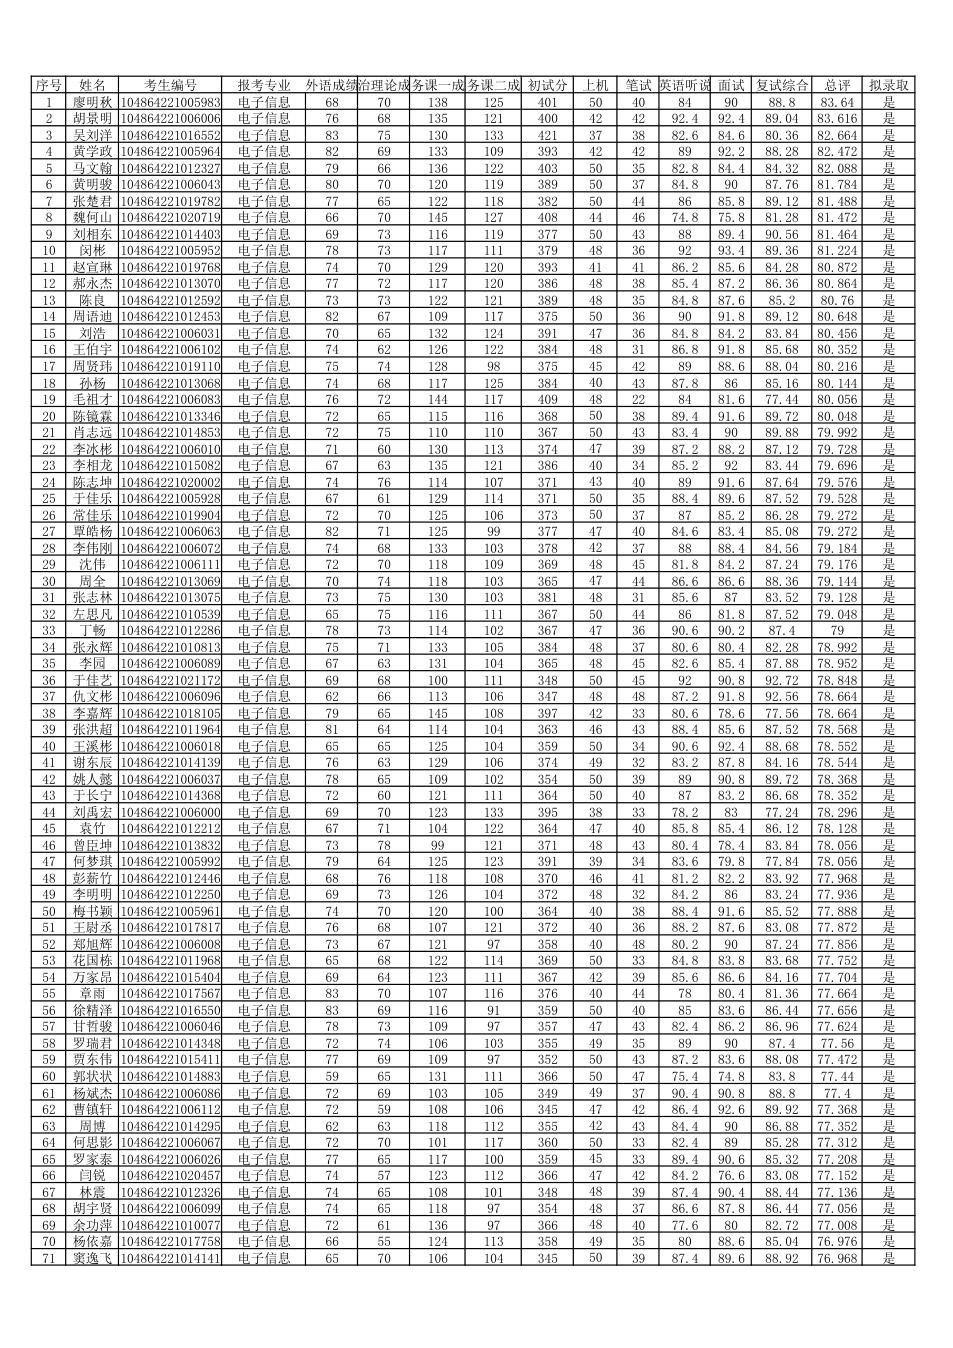 序号 姓名 考生编号 报考专业 外语成绩 治理论成 务课一成 务课二成 初试分 上机 笔试 英语听说 面试 复试综合 总评 拟录取
1 廖明秋 104864221005983 电子信息 68 70 138 125 401 50 40 84 90 88.8 83.64 是
2 胡景明 104864221006006 电子信息 76 68 135 121 400 42 42 92.4 92.4 89.04 83.616 是
3 吴刘洋 104864221016552 电子信息 83 75 130 133 421 37 38 82.6 84.6 80.36 82.664 是
4 黄学政 104864221005964 电子信息 82 69 133 109 393 42 42 89 92.2 88.28 82.472 是
5 马文翰 104864221012327 电子信息 79 66 136 122 403 50 35 82.8 84.4 84.32 82.088 是
6 黄明骏 104864221006043 电子信息 80 70 120 119 389 50 37 84.8 90 87.76 81.784 是
7 张楚君 104864221019782 电子信息 77 65 122 118 382 50 44 86 85.8 89.12 81.488 是
8 魏何山 104864221020719 电子信息 66 70 145 127 408 44 46 74.8 75.8 81.28 81.472 是
9 刘相东 104864221014403 电子信息 69 73 116 119 377 50 43 88 89.4 90.56 81.464 是
10 闵彬 104864221005952 电子信息 78 73 117 111 379 48 36 92 93.4 89.36 81.224 是
11 赵宣琳 104864221019768 电子信息 74 70 129 120 393 41 41 86.2 85.6 84.28 80.872 是
12 郝永杰 104864221013070 电子信息 77 72 117 120 386 48 38 85.4 87.2 86.36 80.864 是
13 陈良 104864221012592 电子信息 73 73 122 121 389 48 35 84.8 87.6 85.2 80.76 是
14 周语迪 104864221012453 电子信息 82 67 109 117 375 50 36 90 91.8 89.12 80.648 是
15 刘浩 104864221006031 电子信息 70 65 132 124 391 47 36 84.8 84.2 83.84 80.456 是
16 王伯宇 104864221006102 电子信息 74 62 126 122 384 48 31 86.8 91.8 85.68 80.352 是
17 周贤玮 104864221019110 电子信息 75 74 128 98 375 45 42 89 88.6 88.04 80.216 是
18 孙杨 104864221013068 电子信息 74 68 117 125 384 40 43 87.8 86 85.16 80.144 是
19 毛祖才 104864221006083 电子信息 76 72 144 117 409 48 22 84 81.6 77.44 80.056 是
20 陈镜霖 104864221013346 电子信息 72 65 115 116 368 50 38 89.4 91.6 89.72 80.048 是
21 肖志远 104864221014853 电子信息 72 75 110 110 367 50 43 83.4 90 89.88 79.992 是
22 李冰彬 104864221006010 电子信息 71 60 130 113 374 47 39 87.2 88.2 87.12 79.728 是
23 李相龙 104864221015082 电子信息 67 63 135 121 386 40 34 85.2 92 83.44 79.696 是
24 陈志坤 104864221020002 电子信息 74 76 114 107 371 43 40 89 91.6 87.64 79.576 是
25 于佳乐 104864221005928 电子信息 67 61 129 114 371 50 35 88.4 89.6 87.52 79.528 是
26 常佳乐 104864221019904 电子信息 72 70 125 106 373 50 37 87 85.2 86.28 79.272 是
27 覃皓杨 104864221006063 电子信息 82 71 125 99 377 47 40 84.6 83.4 85.08 79.272 是
28 李伟刚 104864221006072 电子信息 74 68 133 103 378 42 37 88 88.4 84.56 79.184 是
29 沈伟 104864221006111 电子信息 72 70 118 109 369 48 45 81.8 84.2 87.24 79.176 是
30 周全 104864221013069 电子信息 70 74 118 103 365 47 44 86.6 86.6 88.36 79.144 是
31 张志林 104864221013075 电子信息 73 75 130 103 381 48 31 85.6 87 83.52 79.128 是
32 左思凡 104864221010539 电子信息 65 75 116 111 367 50 44 86 81.8 87.52 79.048 是
33 丁畅 104864221012286 电子信息 78 73 114 102 367 47 36 90.6 90.2 87.4 79 是
34 张永辉 104864221010813 电子信息 75 71 133 105 384 48 37 80.6 80.4 82.28 78.992 是
35 李园 104864221006089 电子信息 67 63 131 104 365 48 45 82.6 85.4 87.88 78.952 是
36 于佳艺 104864221021172 电子信息 69 68 100 111 348 50 45 92 90.8 92.72 78.848 是
37 仇文彬 104864221006096 电子信息 62 66 113 106 347 48 48 87.2 91.8 92.56 78.664 是
38 李嘉辉 104864221018105 电子信息 79 65 145 108 397 42 33 80.6 78.6 77.56 78.664 是
39 张洪超 104864221011964 电子信息 81 64 114 104 363 46 43 88.4 85.6 87.52 78.568 是
40 王溪彬 104864221006018 电子信息 65 65 125 104 359 50 34 90.6 92.4 88.68 78.552 是
41 谢东辰 104864221014139 电子信息 76 63 129 106 374 49 32 83.2 87.8 84.16 78.544 是
42 姚人懿 104864221006037 电子信息 78 65 109 102 354 50 39 89 90.8 89.72 78.368 是
43 于长宁 104864221014368 电子信息 72 60 121 111 364 50 40 87 83.2 86.68 78.352 是
44 刘禹宏 104864221006000 电子信息 69 70 123 133 395 38 33 78.2 83 77.24 78.296 是
45 袁竹 104864221012212 电子信息 67 71 104 122 364 47 40 85.8 85.4 86.12 78.128 是
46 曾臣坤 104864221013832 电子信息 73 78 99 121 371 48 43 80.4 78.4 83.84 78.056 是
47 何梦琪 104864221005992 电子信息 79 64 125 123 391 39 34 83.6 79.8 77.84 78.056 是
48 彭薪竹 104864221012446 电子信息 68 76 118 108 370 46 41 81.2 82.2 83.92 77.968 是
49 李明明 104864221012250 电子信息 69 73 126 104 372 48 32 84.2 86 83.24 77.936 是
50 梅书颖 104864221005961 电子信息 74 70 120 100 364 40 38 88.4 91.6 85.52 77.888 是
51 王尉丞 104864221017817 电子信息 76 68 107 121 372 40 36 88.2 87.6 83.08 77.872 是
52 郑旭辉 104864221006008 电子信息 73 67 121 97 358 40 48 80.2 90 87.24 77.856 是
53 花国栋 104864221011968 电子信息 65 68 122 114 369 50 33 84.8 83.8 83.68 77.752 是
54 万家昂 104864221015404 电子信息 69 64 123 111 367 42 39 85.6 86.6 84.16 77.704 是
55 章雨 104864221017567 电子信息 83 70 107 116 376 40 44 78 80.4 81.36 77.664 是
56 徐精泽 104864221016550 电子信息 83 69 116 91 359 50 40 85 83.6 86.44 77.656 是
57 甘哲骏 104864221006046 电子信息 78 73 109 97 357 47 43 82.4 86.2 86.96 77.624 是
58 罗瑞君 104864221014348 电子信息 72 74 106 103 355 49 35 89 90 87.4 77.56 是
59 贾东伟 104864221015411 电子信息 77 69 109 97 352 50 43 87.2 83.6 88.08 77.472 是
60 郭状状 104864221014883 电子信息 59 65 131 111 366 50 47 75.4 74.8 83.8 77.44 是
61 杨斌杰 104864221006086 电子信息 72 69 103 105 349 49 37 90.4 90.8 88.8 77.4 是
62 曹镇轩 104864221006112 电子信息 72 59 108 106 345 47 42 86.4 92.6 89.92 77.368 是
63 周博 104864221014295 电子信息 62 63 118 112 355 42 43 84.4 90 86.88 77.352 是
64 何思影 104864221006067 电子信息 72 70 101 117 360 50 33 82.4 89 85.28 77.312 是
65 罗家泰 104864221006026 电子信息 77 65 117 100 359 45 33 89.4 90.6 85.32 77.208 是
66 闫锐 104864221020457 电子信息 74 57 123 112 366 47 42 84.2 76.6 83.08 77.152 是
67 林震 104864221012326 电子信息 74 65 108 101 348 48 39 87.4 90.4 88.44 77.136 是
68 胡宇贤 104864221006099 电子信息 74 65 118 97 354 48 37 86.6 87.8 86.44 77.056 是
69 余功萍 104864221010077 电子信息 72 61 136 97 366 48 40 77.6 80 82.72 77.008 是
70 杨依嘉 104864221017758 电子信息 66 55 124 113 358 49 35 80 88.6 85.04 76.976 是
71 窦逸飞 104864221014141 电子信息 65 70 106 104 345 50 39 87.4 89.6 88.92 76.968 是